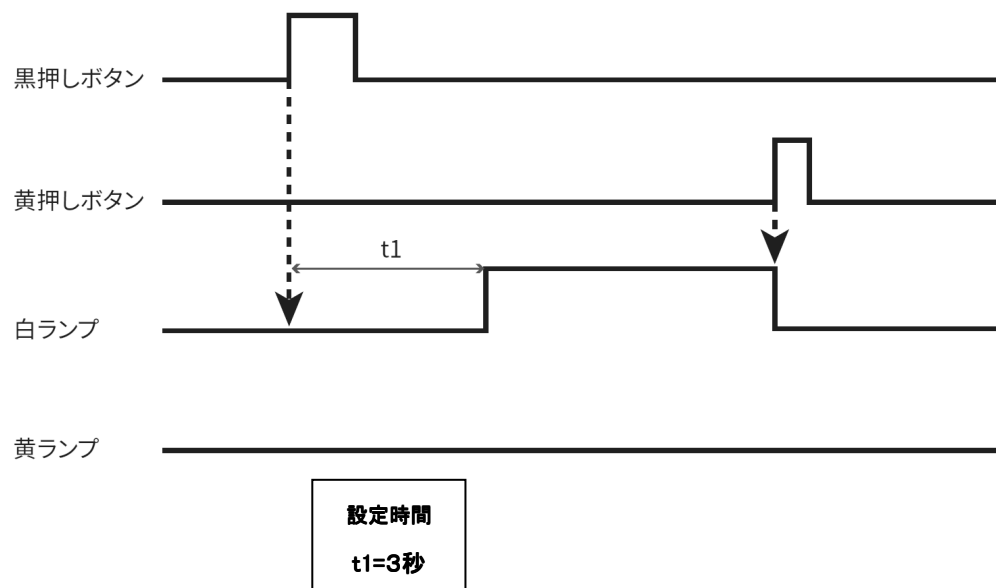 黒押しボタン
黄押しボタン
t1
白ランプ
黄ランプ
設定時間
t1=3秒